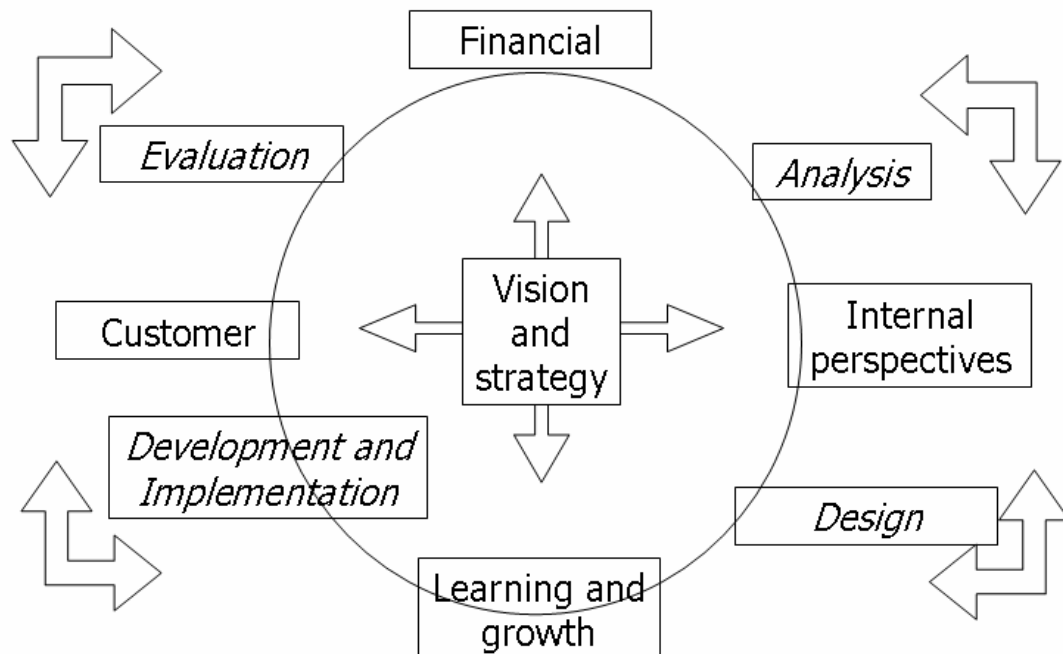 Financial
Evaluation
Analysis
Vision
and
strategy
Customer
Internal
perspectives
Development and
Implementation
Design
Learning and
growth